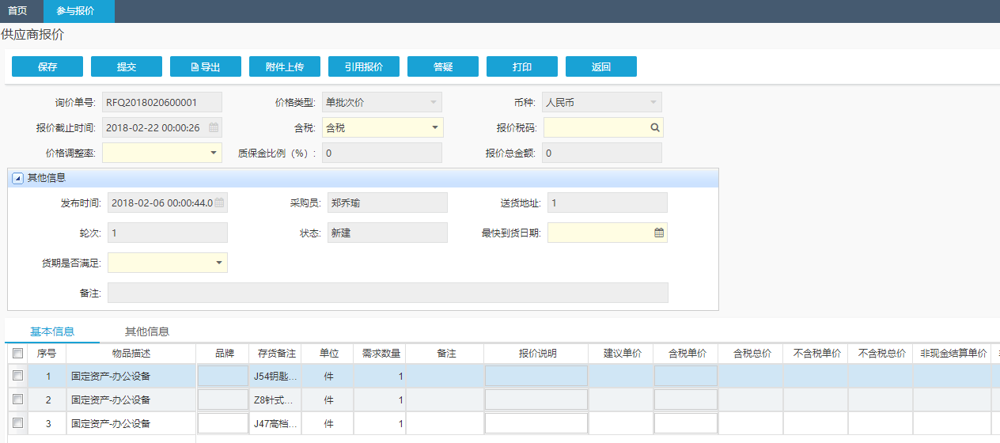 首页 参与报价
供应商报价
保存 提交 导出 附件上传 引用报价 答疑 打印 返回
询价单号: RFQ2018020600001 价格类型: 单批次价 币种: 人民币
报价截止时间: 2018-02-22 00:00:26 含税: 含税 报价税码:
价格调整率: 质保金比例（%）: 0 报价总金额: 0
其他信息
发布时间: 2018-02-06 00:00:44.0 采购员: 郑乔瑜 送货地址: 1
轮次: 1 状态: 新建 最快到货日期:
货期是否满足:
备注:
基本信息 其他信息
序号 物品描述 品牌 存货备注 单位 需求数量 备注 报价说明 建议单价 含税单价 含税总价 不含税单价 不含税总价 非现金结算单价
1 固定资产-办公设备 J54钥匙... 件 1
2 固定资产-办公设备 Z8针式... 件 1
3 固定资产-办公设备 J47高档... 件 1